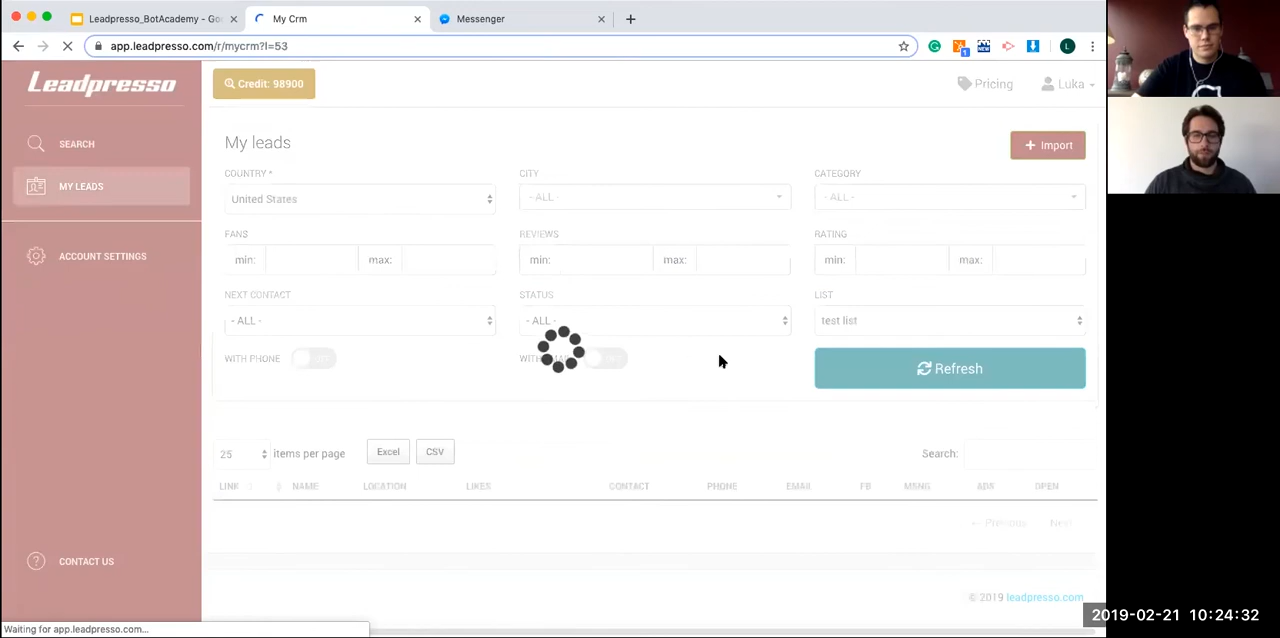 Leadpresso_BotAcademy - Go
My Crm
Messenger
app.leadpresso.com/r/mycrm?l=53
Leadpresso
Credit: 98900
Pricing
Luka
SEARCH
MY LEADS
ACCOUNT SETTINGS
CONTACT US
My leads
+ Import
COUNTRY *
CITY
CATEGORY
United States
- ALL -
- ALL -
FANS
REVIEWS
RATING
min:
max:
min:
max:
min:
max:
NEXT CONTACT
STATUS
LIST
- ALL -
- ALL -
test list
WITH PHONE
OFF
WITH
Refresh
25
items per page
Excel
CSV
Search:
LINK
NAME
LOCATION
LIKES
CONTACT
PHONE
EMAIL
FB
MSNG
ADS
OPEN
← Previous
Next
© 2019 leadpresso.com
Waiting for app.leadpresso.com...
2019-02-21 10:24:32